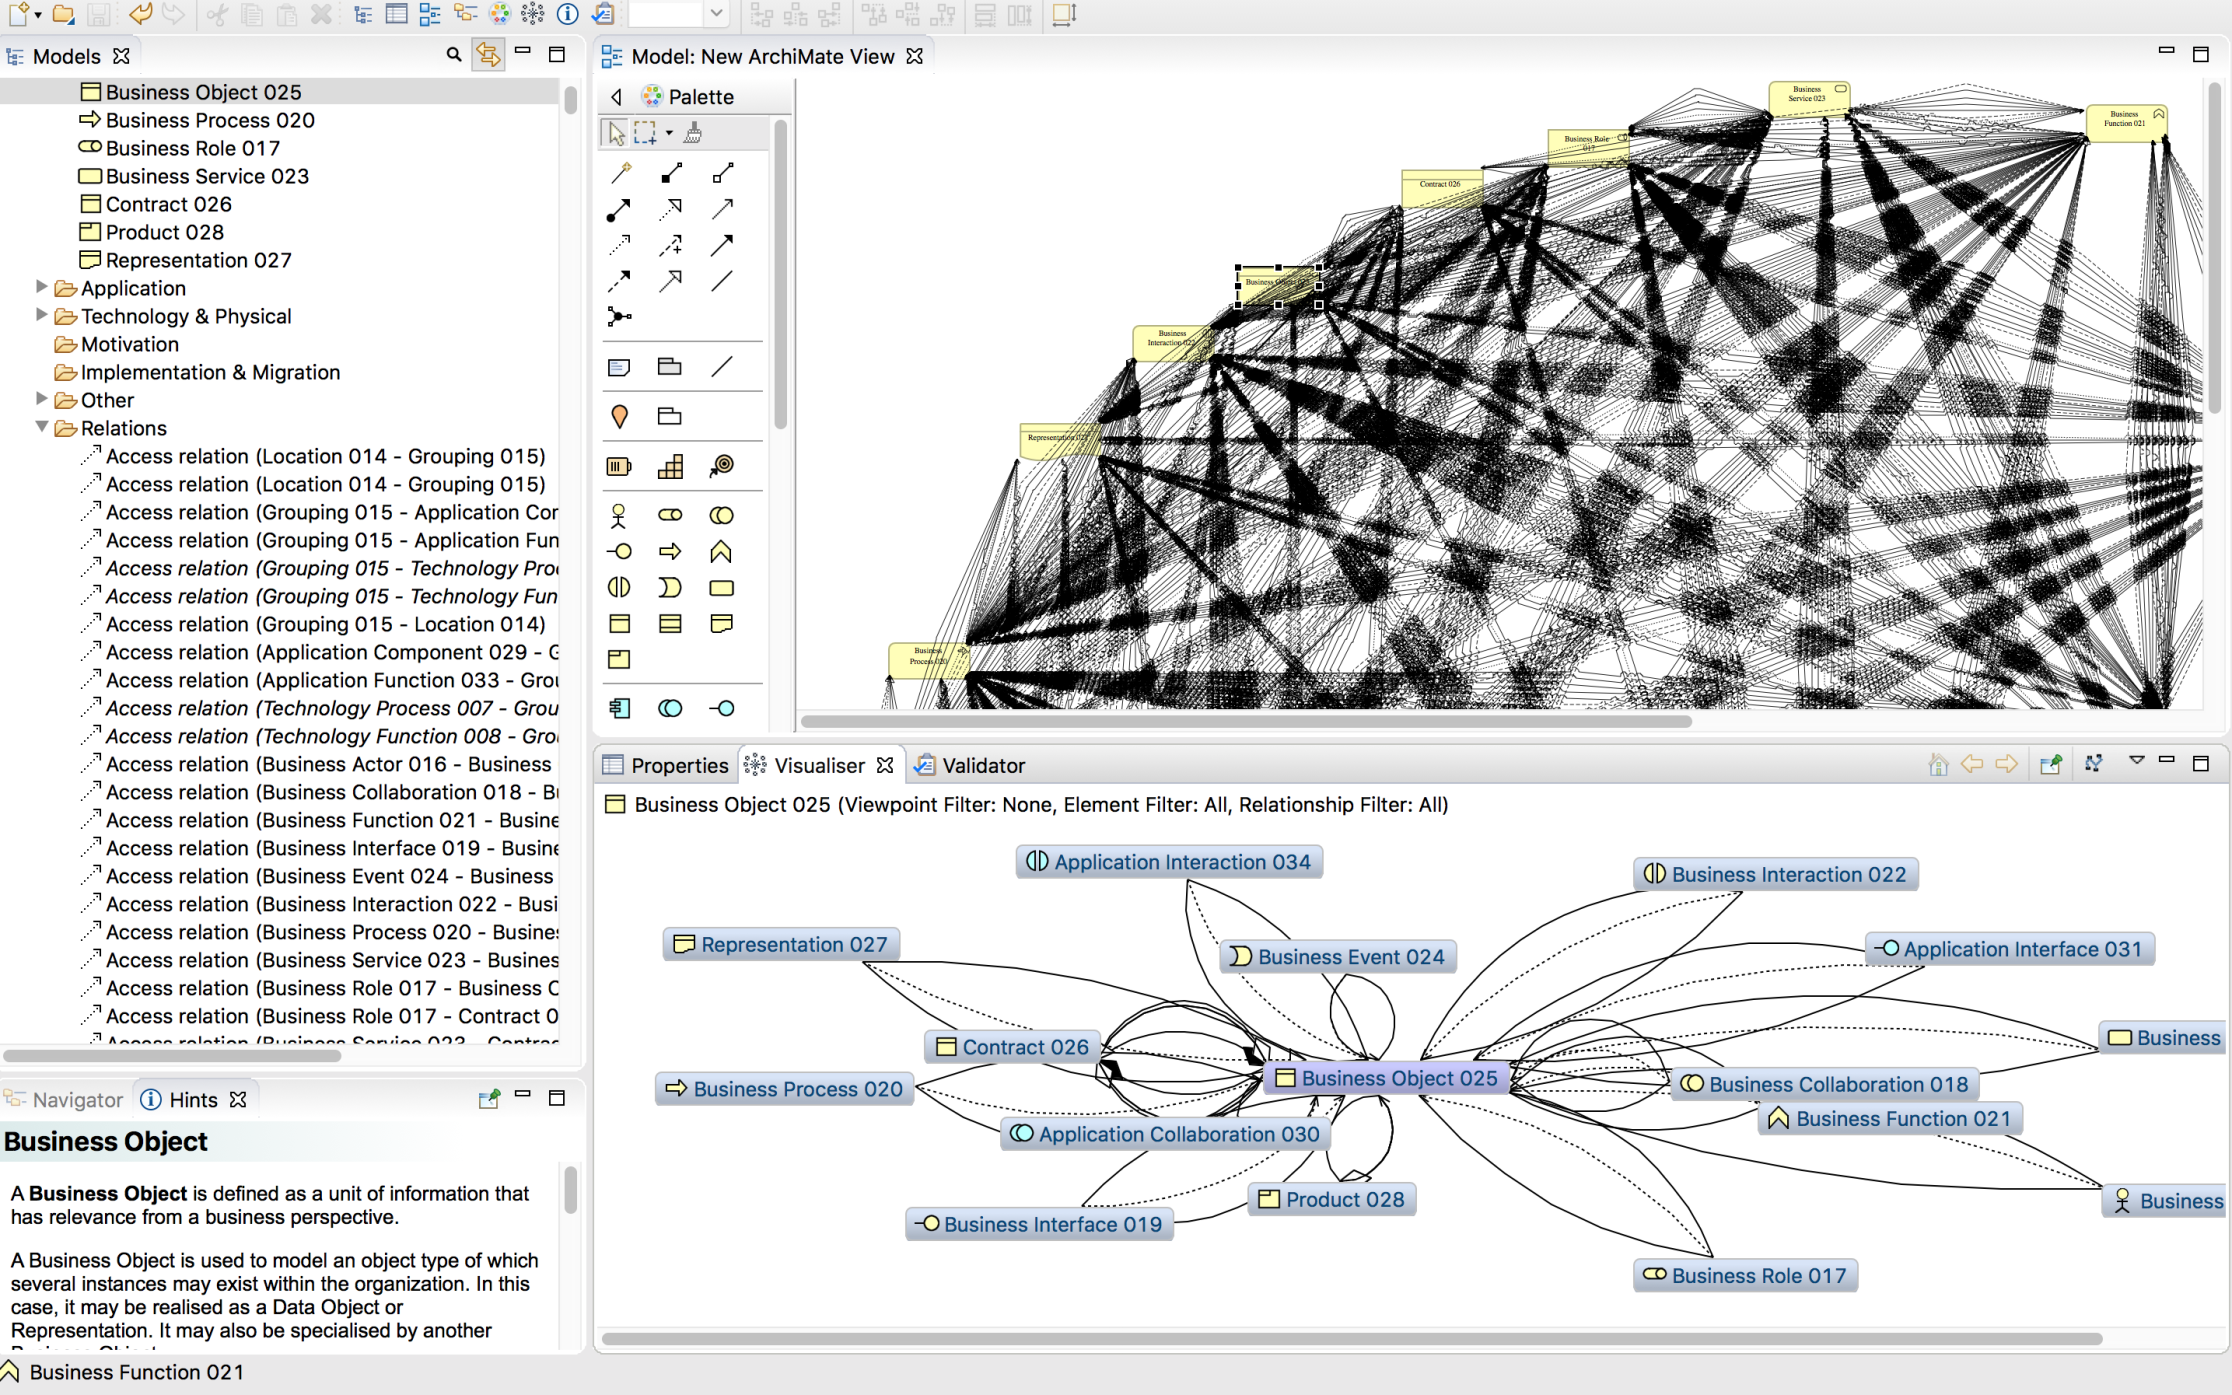 Models
Business Object 025
Business Process 020
Business Role 017
Business Service 023
Contract 026
Product 028
Representation 027
Application
Technology & Physical
Motivation
Implementation & Migration
Other
Relations
Access relation (Location 014 - Grouping 015)
Access relation (Location 014 - Grouping 015)
Access relation (Grouping 015 - Application Cor
Access relation (Grouping 015 - Application Fun
Access relation (Grouping 015 - Technology Pro
Access relation (Grouping 015 - Technology Fun
Access relation (Grouping 015 - Location 014)
Access relation (Application Component 029 - G
Access relation (Application Function 033 - Grou
Access relation (Technology Process 007 - Grou
Access relation (Technology Function 008 - Gro
Access relation (Business Actor 016 - Business
Access relation (Business Collaboration 018 - B
Access relation (Business Function 021 - Busine
Access relation (Business Interface 019 - Busine
Access relation (Business Event 024 - Business
Access relation (Business Interaction 022 - Busi
Access relation (Business Process 020 - Busines
Access relation (Business Service 023 - Busines
Access relation (Business Role 017 - Business C
Access relation (Business Role 017 - Contract 0
Access relation (Business Service 023 - Contrac
Navigator
Hints
Business Object
A Business Object is defined as a unit of information that
has relevance from a business perspective.
A Business Object is used to model an object type of which
several instances may exist within the organization. In this
case, it may be realised as a Data Object or
Representation. It may also be specialised by another
Business Function 021
Model: New ArchiMate View
Palette
Business
Service 023
Business
Function 021
Business Role
017
Contract 026
Business
Interaction 022
Representation
Business
Process 020
Properties
Visualiser
Validator
Business Object 025 (Viewpoint Filter: None, Element Filter: All, Relationship Filter: All)
Application Interaction 034
Business Interaction 022
Representation 027
Business Event 024
Application Interface 031
Contract 026
Business
Business Object 025
Business Process 020
Business Collaboration 018
Business Function 021
Application Collaboration 030
Product 028
Business
Business Interface 019
Business Role 017